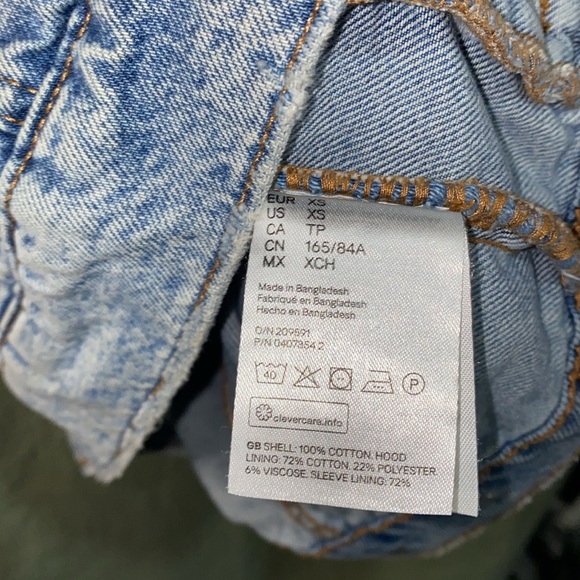 EUR XS
US XS
CA TP
CN 165/84A
MX XCH
Made in Bangladesh
Fabriqué en Bangladesh
Hecho en Bangladesh
O/N 209891
P/N 0407354 2
40
P
clevercare.info
GB SHELL: 100% COTTON. HOOD
LINING: 72% COTTON. 22% POLYESTER.
6% VISCOSE. SLEEVE LINING: 72%